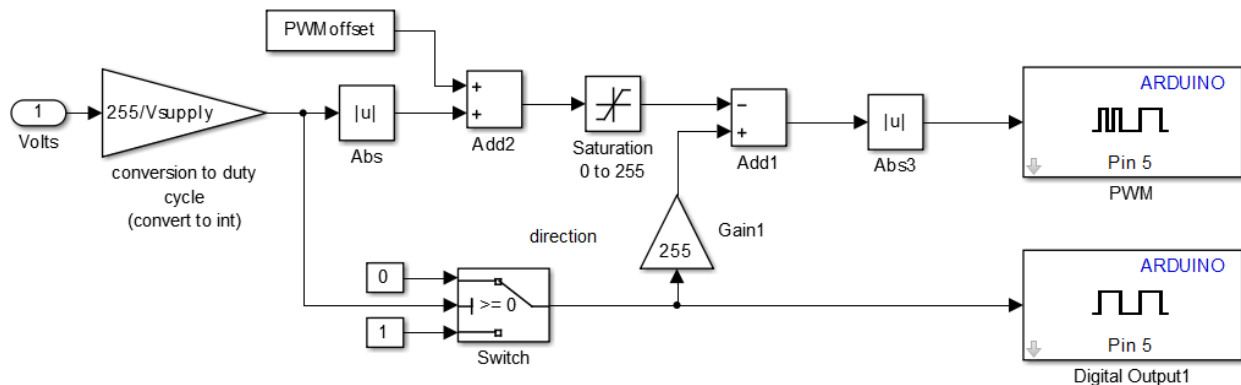 PWMoffset
1
Volts
255/Vsupply
conversion to duty
cycle
(convert to int)
|u|
Abs
+
+
Add2
Saturation
0 to 255
−
+
Add1
|u|
Abs3
ARDUINO
Pin 5
PWM
direction
255
Gain1
0
>= 0
1
Switch
ARDUINO
Pin 5
Digital Output1